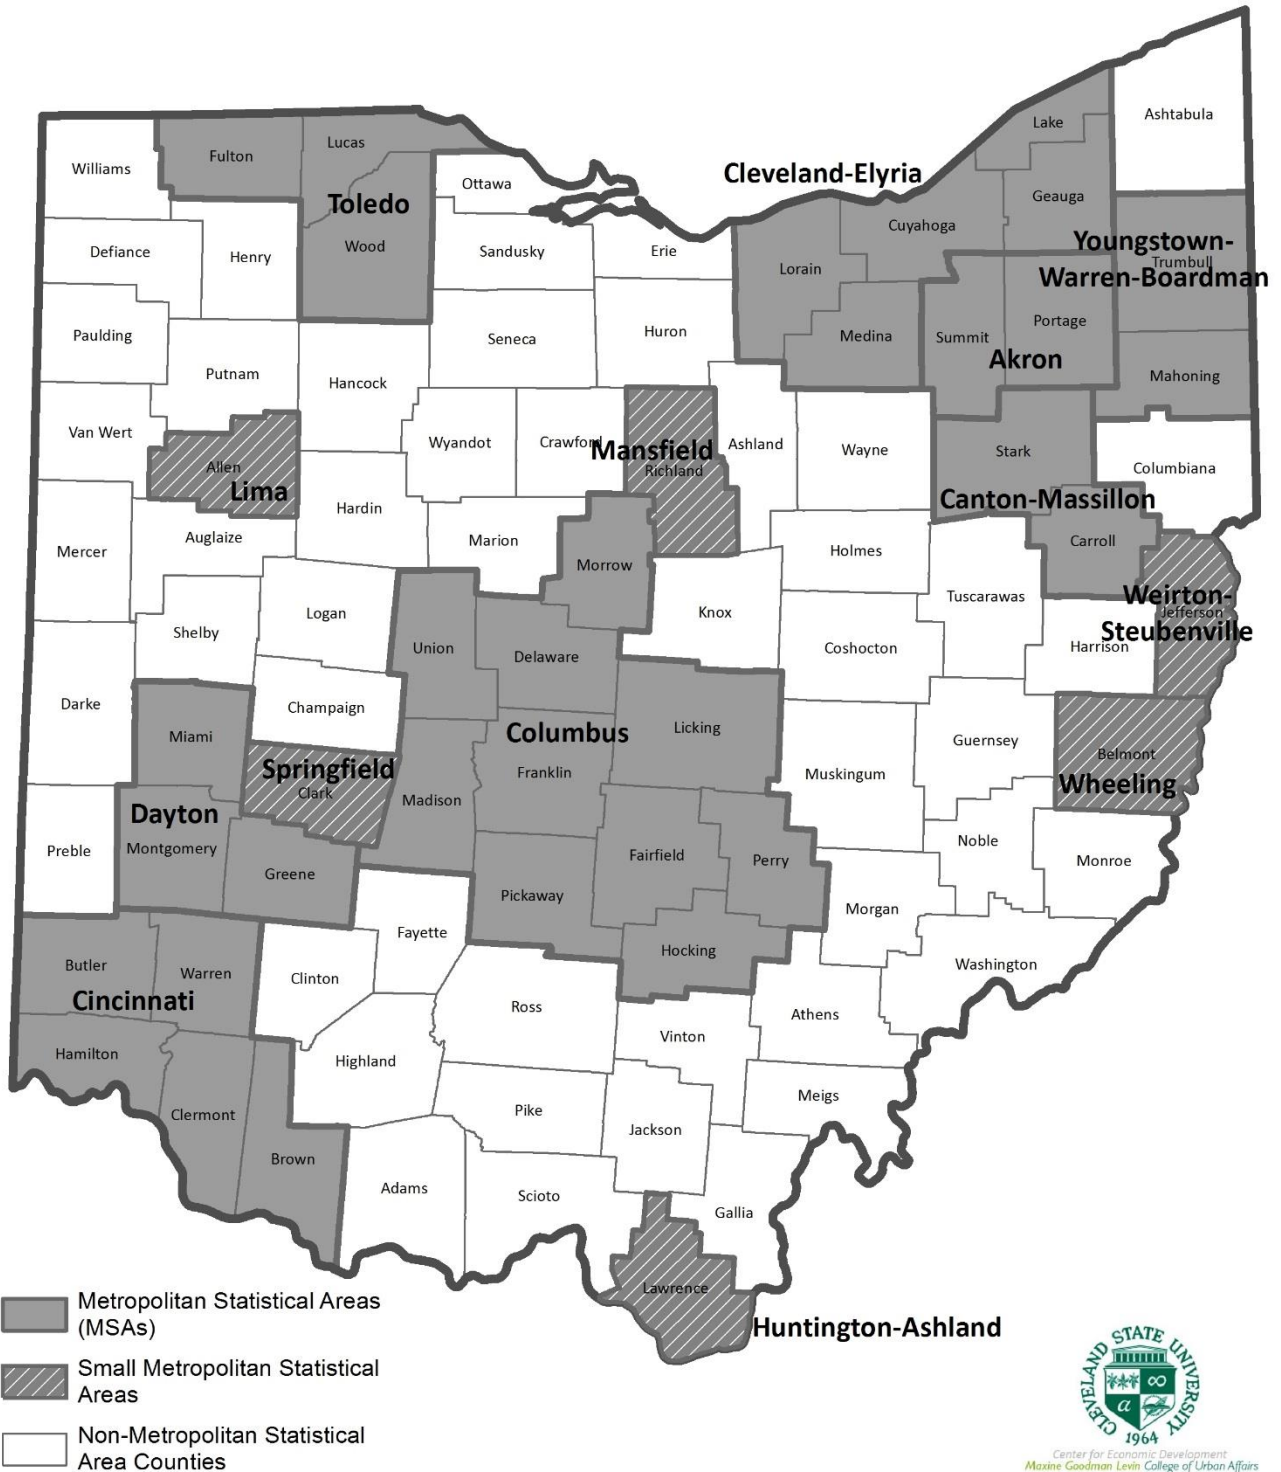 Ashtabula
Lake
Lucas
Fulton
Williams
Cleveland-Elyria
Ottawa
Geauga
Toledo
Cuyahoga
Youngstown-
Wood
Defiance
Henry
Sandusky
Erie
Trumbull
Lorain
Warren-Boardman
Portage
Paulding
Seneca
Huron
Medina
Summit
Akron
Putnam
Hancock
Mahoning
Van Wert
Wyandot
Crawford
Mansfield
Ashland
Wayne
Stark
Allen
Richland
Columbiana
Lima
Canton-Massillon
Hardin
Auglaize
Marion
Carroll
Mercer
Holmes
Morrow
Weirton-
Tuscarawas
Logan
Knox
Jefferson
Shelby
Steubenville
Union
Delaware
Coshocton
Harrison
Darke
Champaign
Licking
Miami
Columbus
Guernsey
Belmont
Springfield
Franklin
Muskingum
Wheeling
Clark
Madison
Dayton
Noble
Preble
Montgomery
Fairfield
Perry
Monroe
Greene
Pickaway
Morgan
Fayette
Hocking
Butler
Warren
Clinton
Washington
Cincinnati
Ross
Athens
Vinton
Hamilton
Highland
Meigs
Clermont
Pike
Jackson
Brown
Adams
Scioto
Gallia
Lawrence
Huntington-Ashland
Metropolitan Statistical Areas
(MSAs)
Small Metropolitan Statistical
Areas
Non-Metropolitan Statistical
Area Counties
CLEVELAND STATE UNIVERSITY
1964
Center for Economic Development
Maxine Goodman Levin College of Urban Affairs